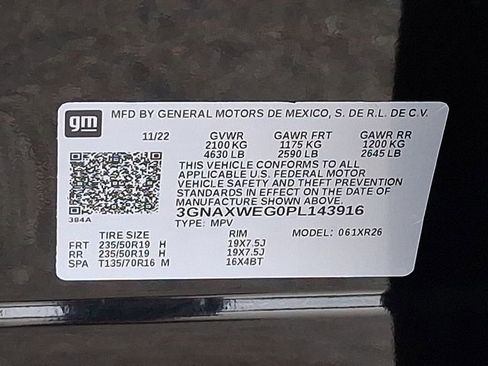 gm MFD BY GENERAL MOTORS DE MEXICO, S. DE R.L. DE C.V.
11/22 GVWR GAWR FRT GAWR RR
2100 KG 1175 KG 1200 KG
4630 LB 2590 LB 2645 LB
THIS VEHICLE CONFORMS TO ALL
APPLICABLE U.S. FEDERAL MOTOR
VEHICLE SAFETY AND THEFT PREVENTION
STANDARDS IN EFFECT ON THE DATE OF
MANUFACTURE SHOWN ABOVE.
384A
3GNAXWEG0PL143916
TYPE: MPV MODEL: 061XR26
TIRE SIZE RIM
FRT 235/50R19 H 19X7.5J
RR 235/50R19 H 19X7.5J
SPA T135/70R16 M 16X4BT